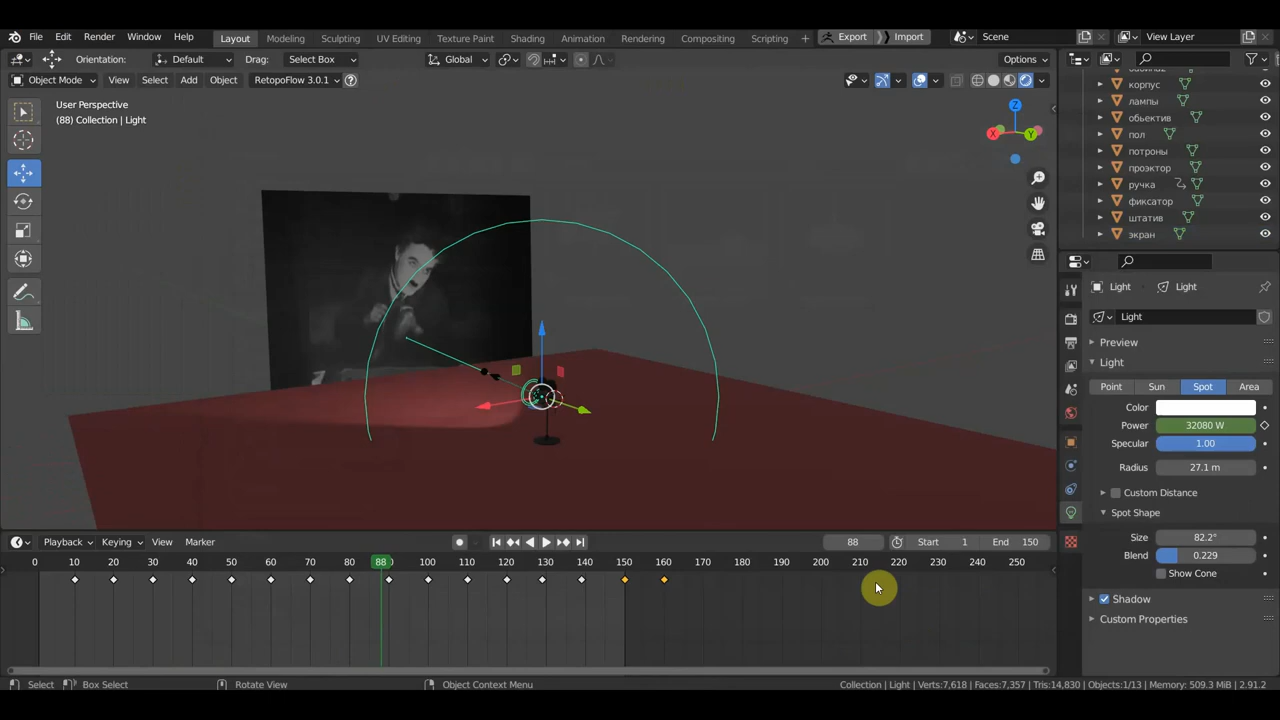 File Edit Render Window Help Layout Modeling Sculpting UV Editing Texture Paint Shading Animation Rendering Compositing Scripting + Export Import Scene View Layer
Orientation: Default Drag: Select Box Global Options
Object Mode View Select Add Object RetopoFlow 3.0.1 ?
User Perspective
(88) Collection | Light
Z
X
Y
корпус
лампы
обьектив
пол
потроны
проэктор
ручка
фиксатор
штатив
экран
Light Light
Light
Preview
Light
Point Sun Spot Area
Color
Power 32080 W
Specular 1.00
Radius 27.1 m
Custom Distance
Spot Shape
Size 82.2°
Blend 0.229
Show Cone
Shadow
Custom Properties
Playback Keying View Marker 88 Start 1 End 150
0 10 20 30 40 50 60 70 80 88 100 110 120 130 140 150 160 170 180 190 200 210 220 230 240 250
Select Box Select Rotate View Object Context Menu Collection | Light | Verts:7,618 | Faces:7,357 | Tris:14,830 | Objects:1/13 | Memory: 509.3 MiB | 2.91.2